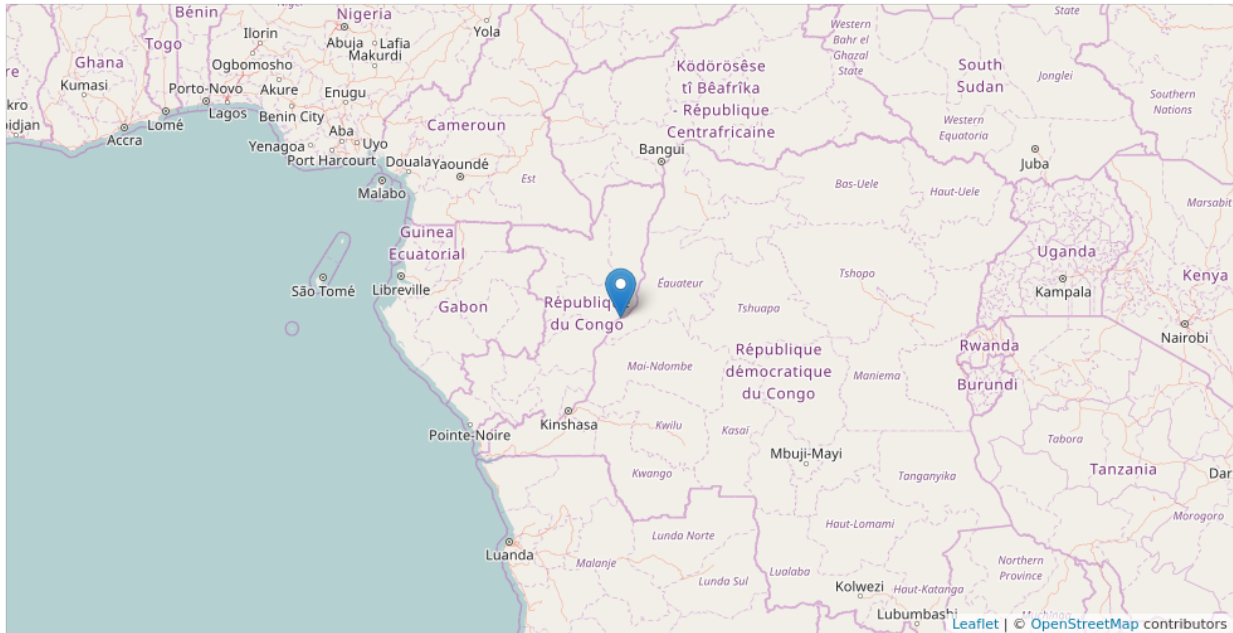 Bénin
Nigeria
State
Togo
Ilorin
Abuja
Lafia
Makurdi
Yola
Western
Bahr el
Ghazal
State
Ghana
re
Ogbomosho
Ködörösêse
tî Bêafrîka
- République
Centrafricaine
South
Sudan
Jonglei
Kumasi
Porto-Novo
Akure
Enugu
Southern
Nations
Lagos
Benin City
Lomé
Accra
Aba
Uyo
Yenagoa
Port Harcourt
Cameroun
Western
Equatoria
Bangui
Juba
Douala
Yaoundé
Est
Bas-Uele
Haut-Uele
Malabo
Marsabit
Guinea
Ecuatorial
Uganda
São Tomé
Libreville
Gabon
République
du Congo
Tshopo
Kampala
Kenya
Tshuapa
Nairobi
République
démocratique
du Congo
Rwanda
Mai-Ndombe
Maniema
Burundi
Kinshasa
Pointe-Noire
Kwilu
Kasaï
Tabora
Mbuji-Mayi
Kwango
Tanganyika
Tanzania
Dar
Morogoro
Haut-Lomami
Lunda Norte
Luanda
Malanje
Lunda Sul
Lualaba
Kolwezi
Haut-Katanga
Northern
Province
Lubumbashi
Leaflet | © OpenStreetMap contributors